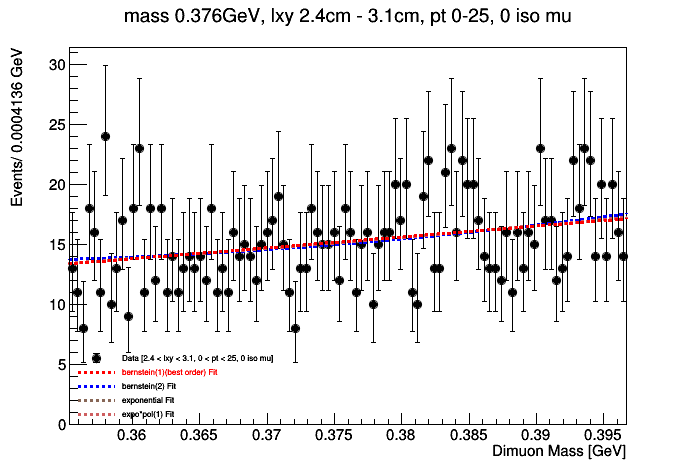 mass 0.376GeV, lxy 2.4cm - 3.1cm, pt 0-25, 0 iso mu
Events/ 0.0004136 GeV
30
25
20
15
10
5
0
Data [2.4 < lxy < 3.1, 0 < pt < 25, 0 iso mu]
bernstein(1)(best order) Fit
bernstein(2) Fit
exponential Fit
expo*pol(1) Fit
0.36 0.365 0.37 0.375 0.38 0.385 0.39 0.395
Dimuon Mass [GeV]